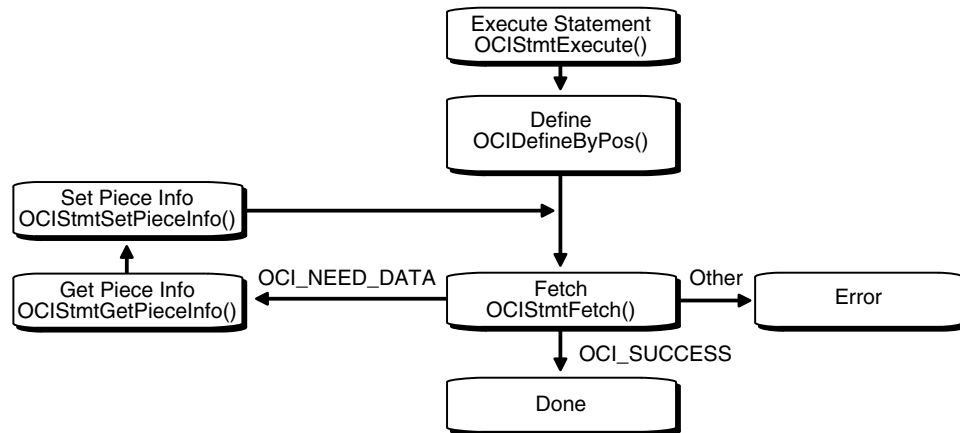 Execute Statement
OCIStmtExecute()
Define
OCIDefineByPos()
Set Piece Info
OCIStmtSetPieceInfo()
Get Piece Info
OCIStmtGetPieceInfo()
OCI_NEED_DATA
Fetch
OCIStmtFetch()
Other
Error
OCI_SUCCESS
Done